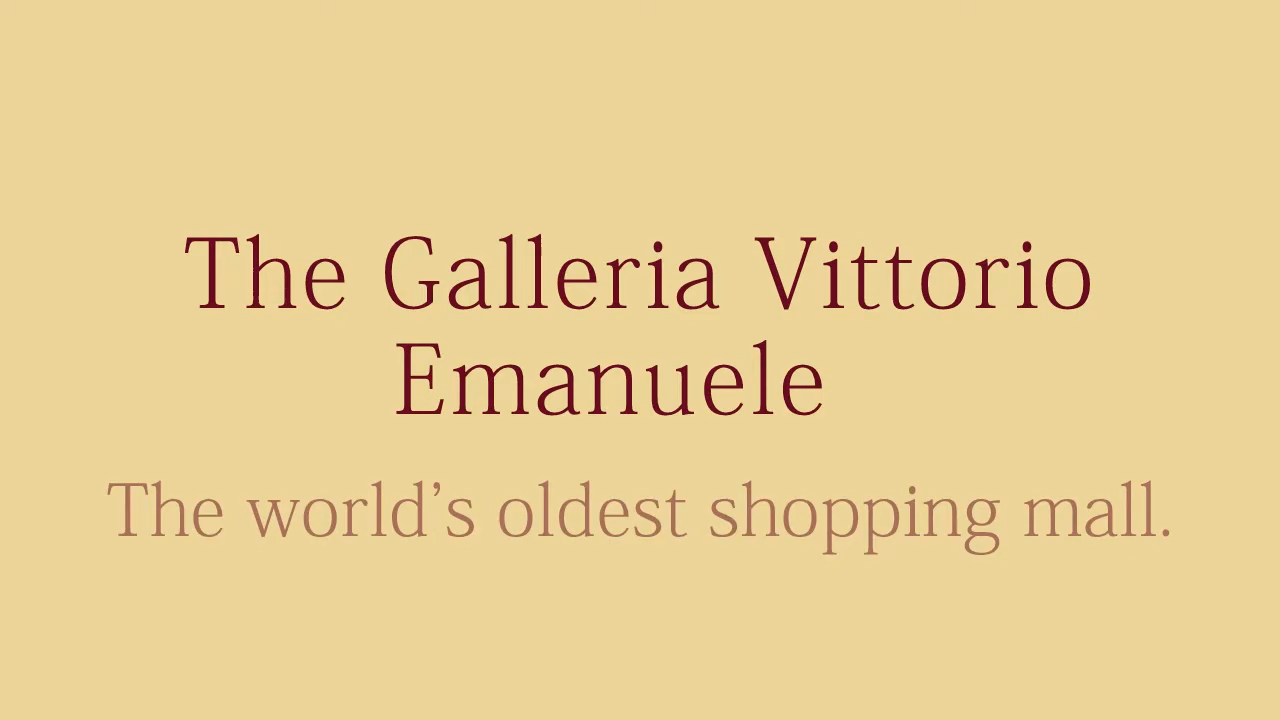 The Galleria Vittorio
Emanuele
The world’s oldest shopping mall.